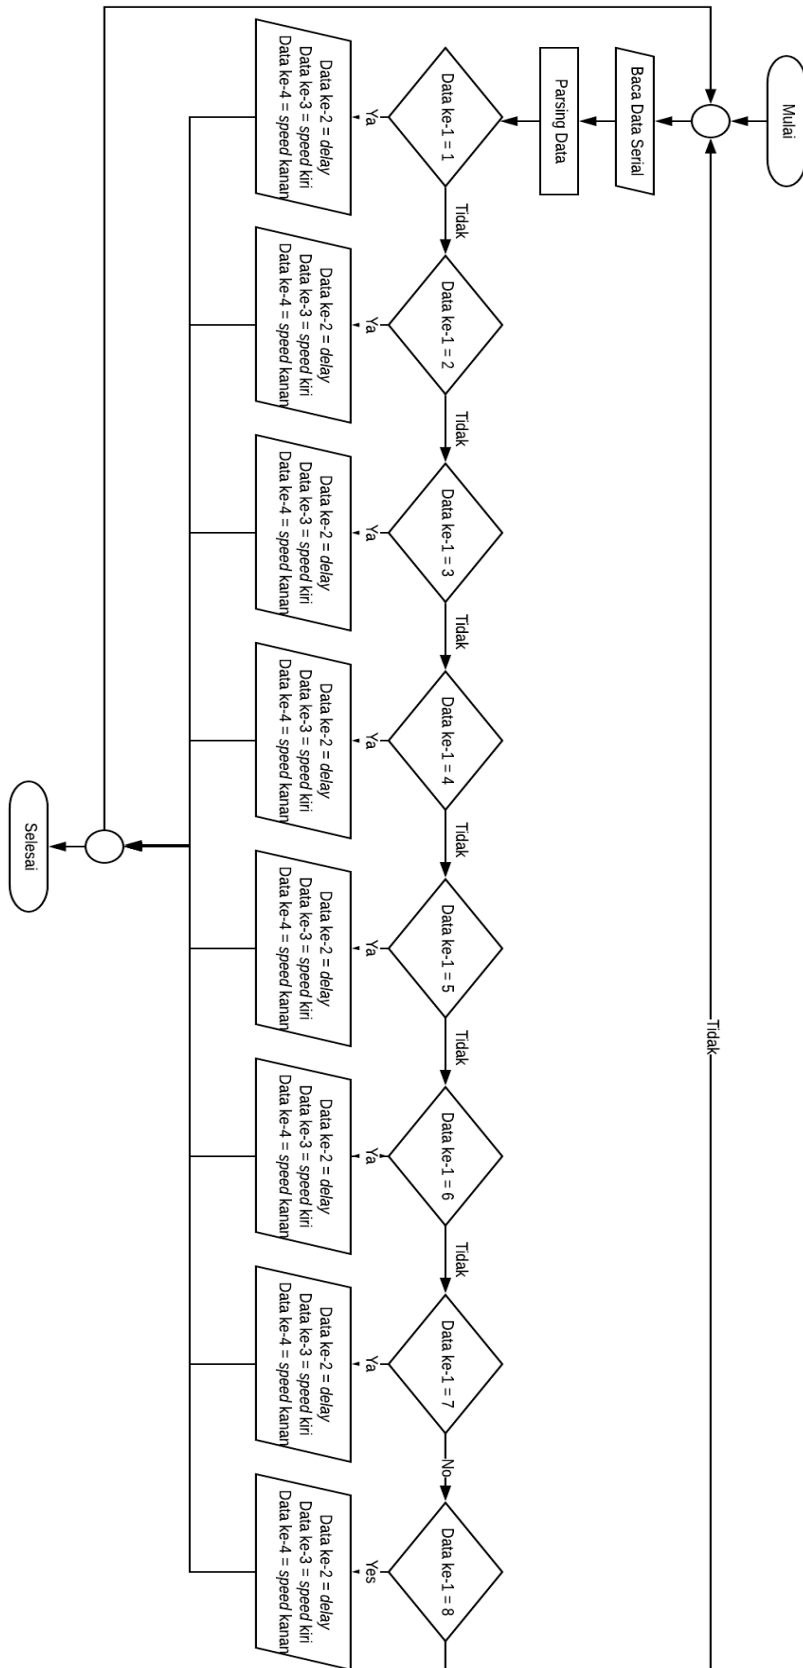 Mulai
Baca Data Serial
Parsing Data
Data ke-1 = 1
Tidak
Data ke-1 = 2
Tidak
Data ke-1 = 3
Tidak
Data ke-1 = 4
Tidak
Data ke-1 = 5
Tidak
Data ke-1 = 6
Tidak
Data ke-1 = 7
No
Data ke-1 = 8
Tidak
Ya
Ya
Ya
Ya
Ya
Ya
Ya
Yes
Data ke-2 = delay
Data ke-3 = speed kiri
Data ke-4 = speed kanan
Data ke-2 = delay
Data ke-3 = speed kiri
Data ke-4 = speed kanan
Data ke-2 = delay
Data ke-3 = speed kiri
Data ke-4 = speed kanan
Data ke-2 = delay
Data ke-3 = speed kiri
Data ke-4 = speed kanan
Data ke-2 = delay
Data ke-3 = speed kiri
Data ke-4 = speed kanan
Data ke-2 = delay
Data ke-3 = speed kiri
Data ke-4 = speed kanan
Data ke-2 = delay
Data ke-3 = speed kiri
Data ke-4 = speed kanan
Data ke-2 = delay
Data ke-3 = speed kiri
Data ke-4 = speed kanan
Selesai